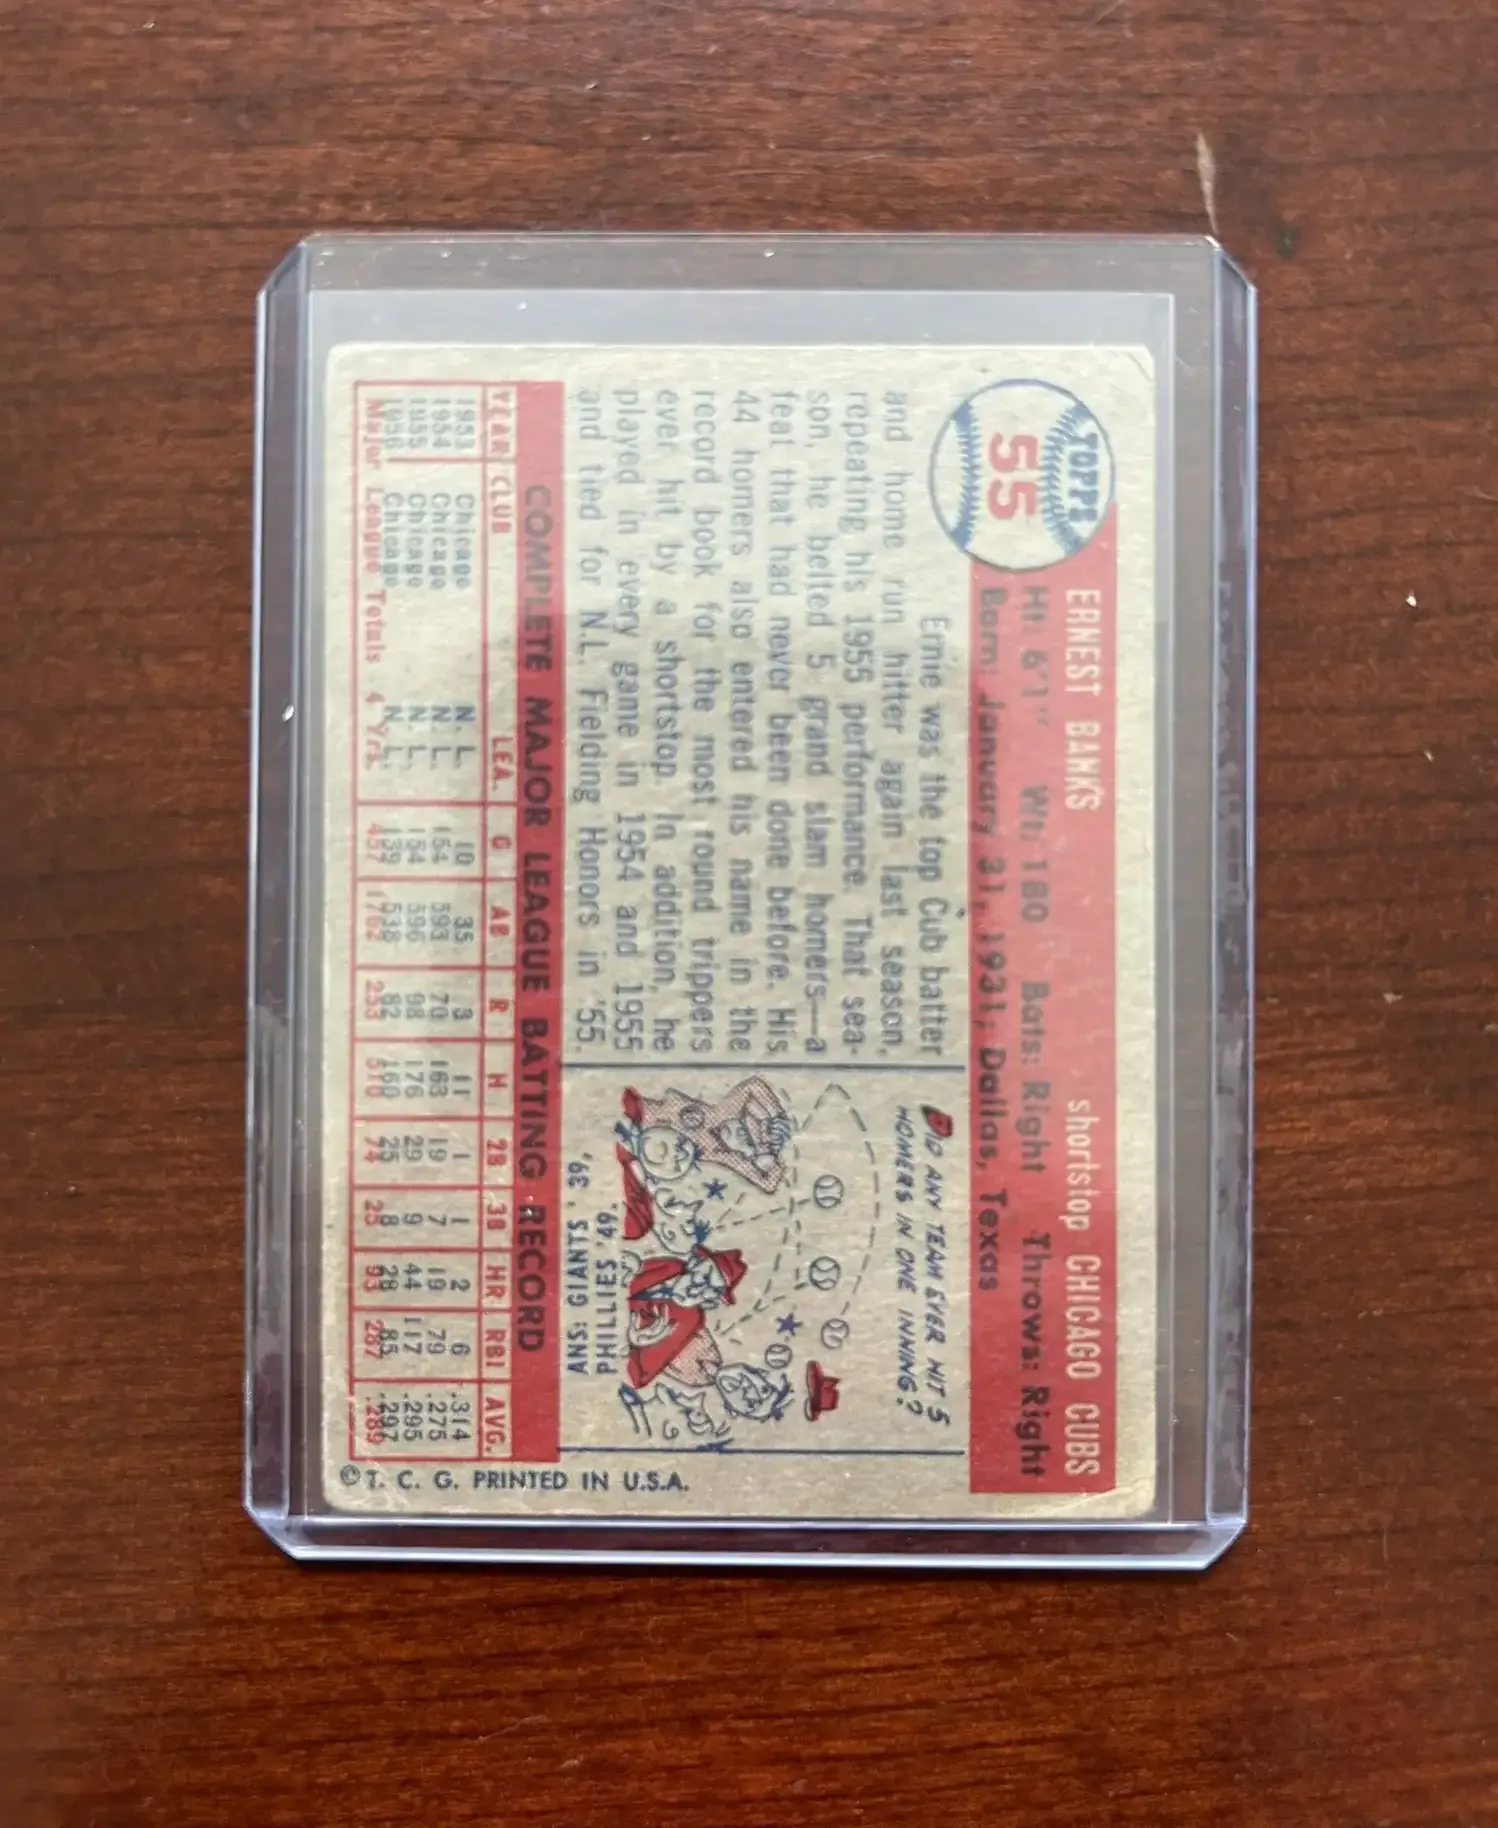 TOPPS
55
ERNEST BANKS shortstop CHICAGO CUBS
Ht: 6'1" Wt: 180 Bats: Right Throws: Right
Born: January 31, 1931; Dallas, Texas
Ernie was the top Cub batter
and home run hitter again last season,
repeating his 1955 performance. That sea-
son, he belted 5 grand slam homers—a
feat that had never been done before. His
44 homers also entered his name in the
record book for the most round trippers
ever hit by a shortstop. In addition, he
played in every game in 1954 and 1955
and tied for N.L. Fielding Honors in '55.
DID ANY TEAM EVER HIT 5
HOMERS IN ONE INNING?
ANS: GIANTS '39,
PHILLIES '49.
COMPLETE MAJOR LEAGUE BATTING RECORD
YEAR CLUB LEA. G AB R H 2B 3B HR RBI AVG.
1953 Chicago N. L. 10 35 3 11 1 1 2 6 .314
1954 Chicago N. L. 154 593 70 163 19 7 19 79 .275
1955 Chicago N. L. 154 596 98 176 29 9 44 117 .295
1956 Chicago N. L. 139 538 82 160 25 8 28 85 .297
Major League Totals 4 Yrs. 457 1762 253 510 74 25 93 287 .289
© T. C. G. PRINTED IN U.S.A.